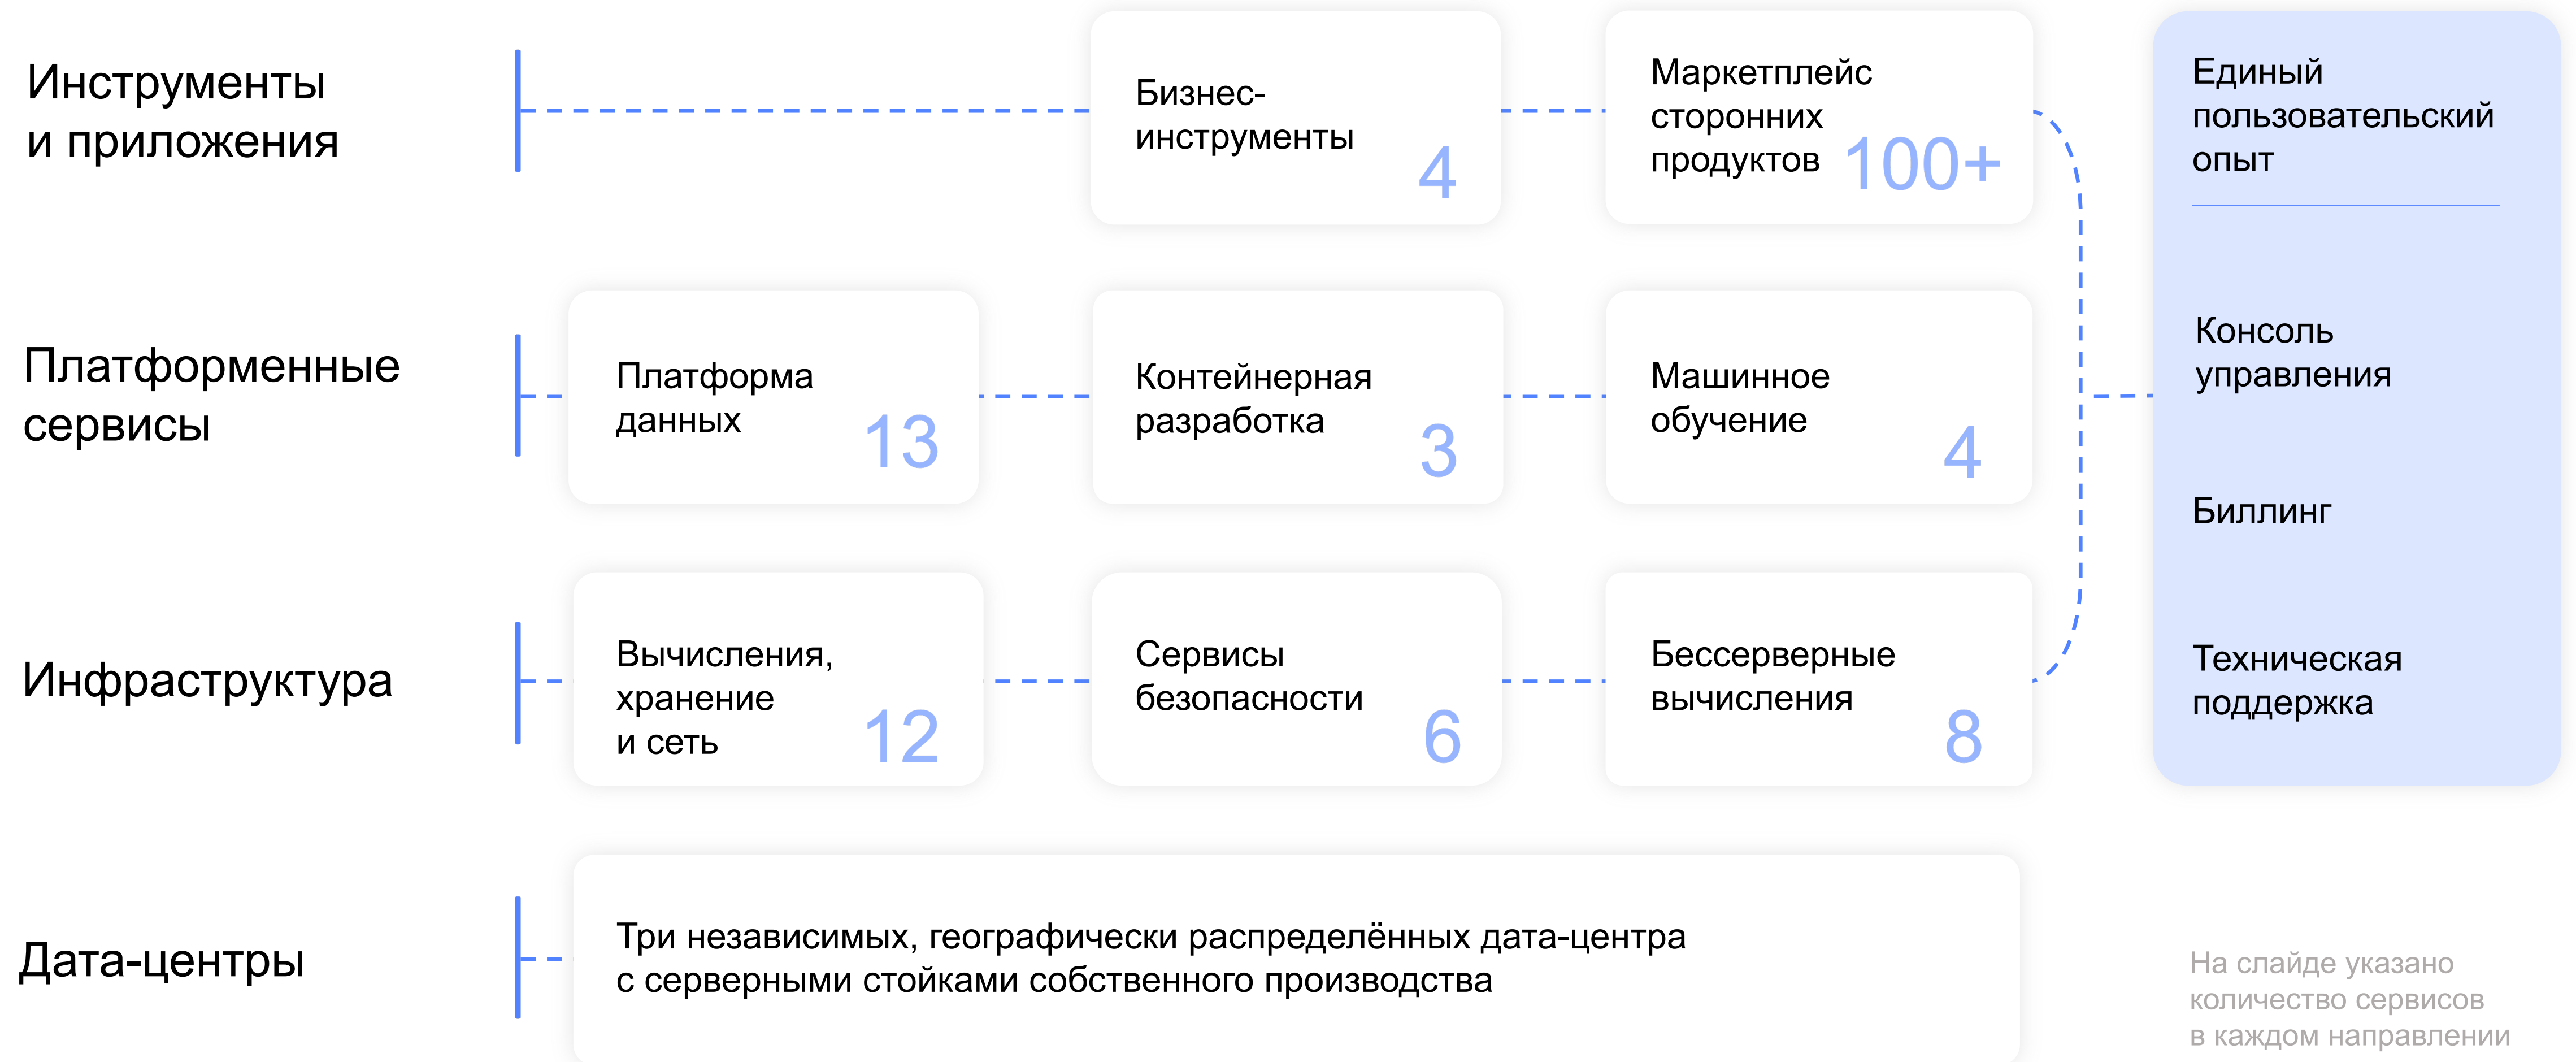 Инструменты
и приложения
Бизнес-
инструменты
4
Маркетплейс
сторонних
продуктов
100+
Платформенные
сервисы
Платформа
данных
13
Контейнерная
разработка
3
Машинное
обучение
4
Инфраструктура
Вычисления,
хранение
и сеть
12
Сервисы
безопасности
6
Бессерверные
вычисления
8
Дата-центры
Три независимых, географически распределённых дата-центра
с серверными стойками собственного производства
Единый
пользовательский
опыт
Консоль
управления
Биллинг
Техническая
поддержка
На слайде указано
количество сервисов
в каждом направлении